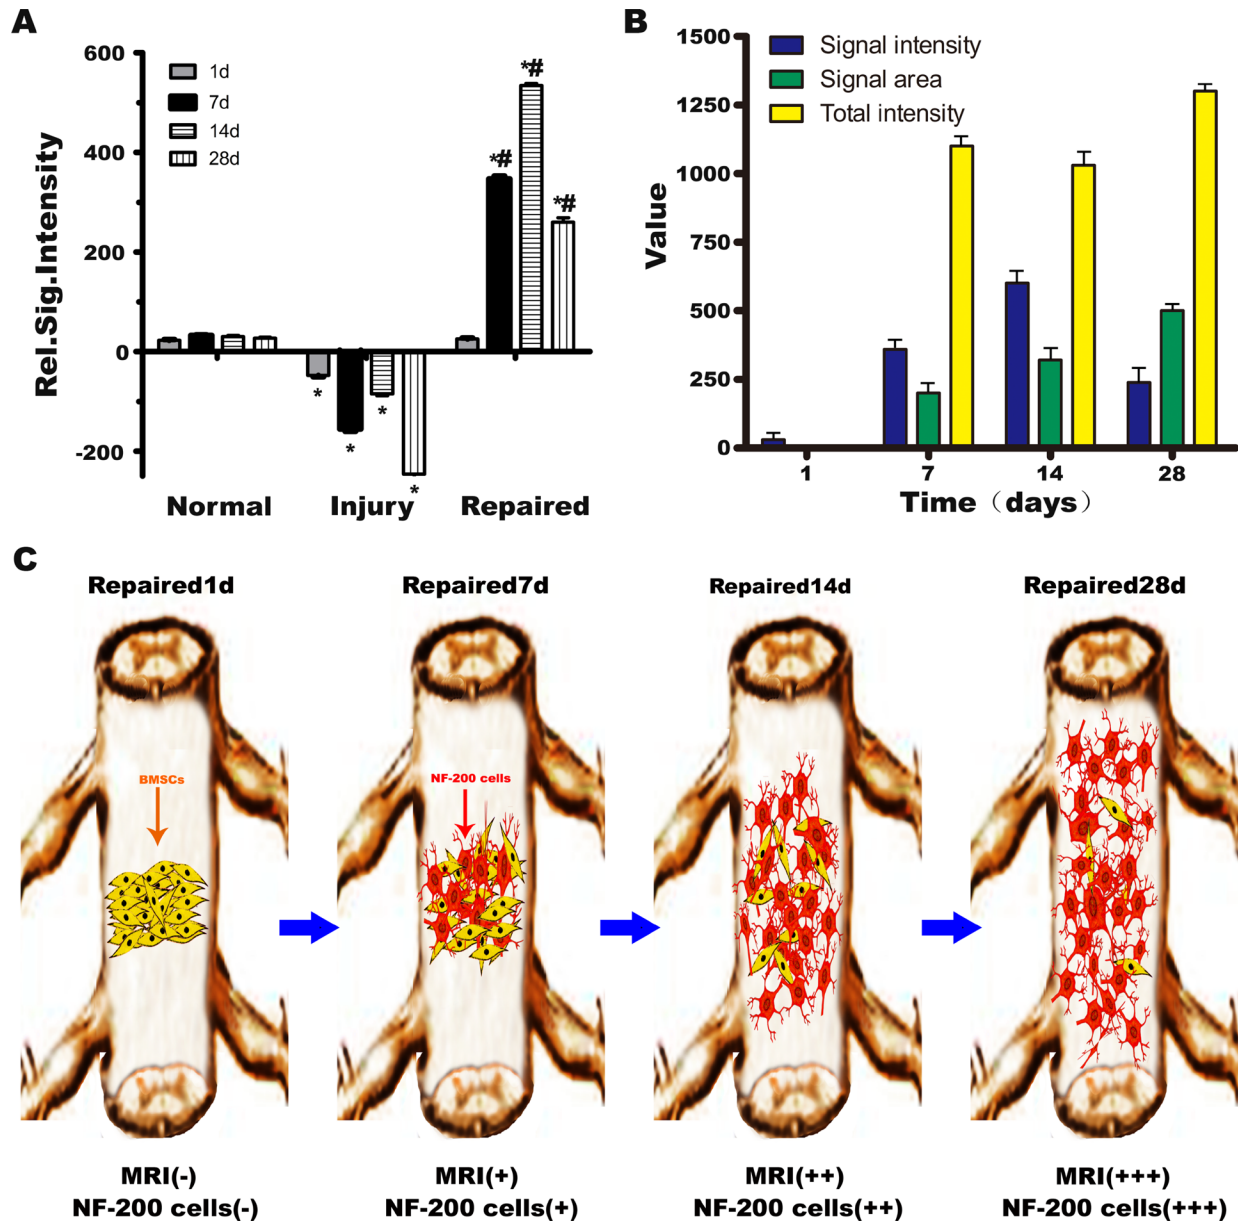 A
600
400
200
0
-200
Rel.Sig.Intensity
1d
7d
14d
28d
*
*
*
*
*#
*#
*#
Normal Injury Repaired
B
1500
1250
1000
750
500
250
0
Value
Signal intensity
Signal area
Total intensity
1 7 14 28
Time（days）
C
Repaired1d Repaired7d Repaired14d Repaired28d
BMSCs
NF-200 cells
MRI(-) MRI(+) MRI(++) MRI(+++)
NF-200 cells(-) NF-200 cells(+) NF-200 cells(++) NF-200 cells(+++)